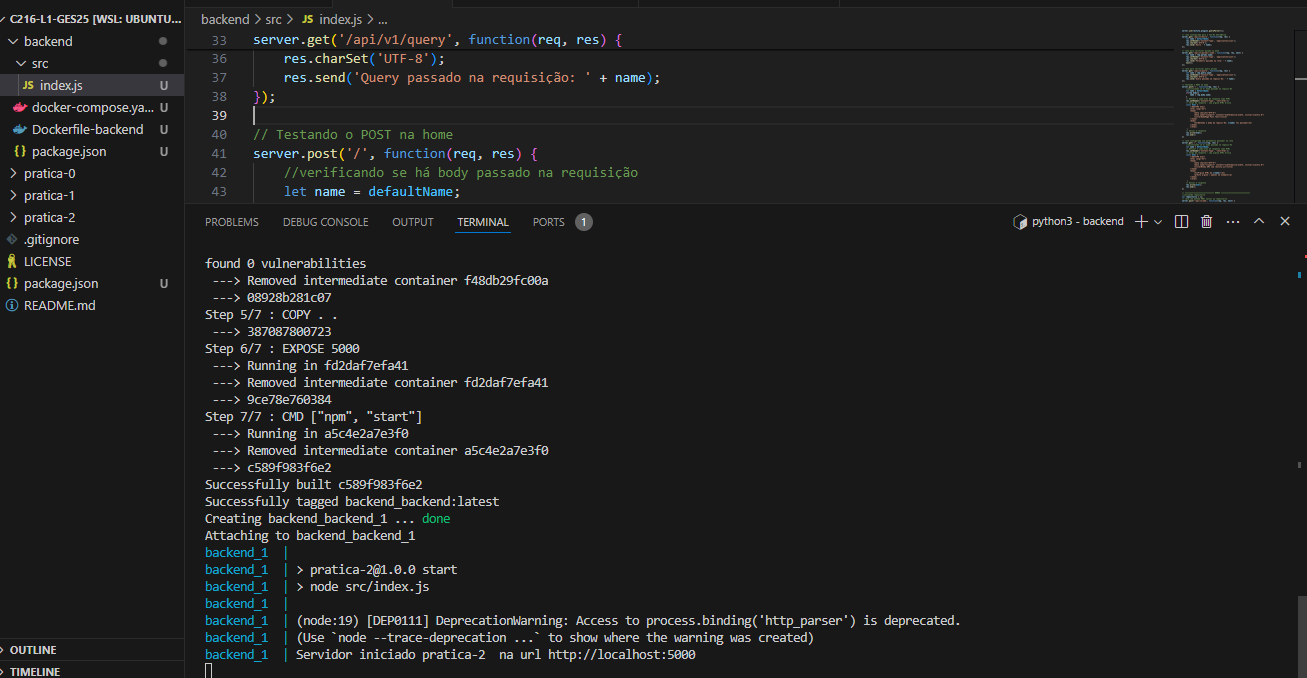 C216-L1-GES25 [WSL: UBUNTU...
backend
src
JS index.js U
docker-compose.ya... U
Dockerfile-backend U
{} package.json U
pratica-0
pratica-1
pratica-2
.gitignore
LICENSE
{} package.json U
README.md
OUTLINE
TIMELINE
backend > src > JS index.js > ...
33 server.get('/api/v1/query', function(req, res) {
36 res.charSet('UTF-8');
37 res.send('Query passado na requisição: ' + name);
38 });
39
40 // Testando o POST na home
41 server.post('/', function(req, res) {
42 //verificando se há body passado na requisição
43 let name = defaultName;
PROBLEMS DEBUG CONSOLE OUTPUT TERMINAL PORTS 1 python3 - backend
found 0 vulnerabilities
---> Removed intermediate container f48db29fc00a
---> 08928b281c07
Step 5/7 : COPY . .
---> 387087800723
Step 6/7 : EXPOSE 5000
---> Running in fd2daf7efa41
---> Removed intermediate container fd2daf7efa41
---> 9ce78e760384
Step 7/7 : CMD ["npm", "start"]
---> Running in a5c4e2a7e3f0
---> Removed intermediate container a5c4e2a7e3f0
---> c589f983f6e2
Successfully built c589f983f6e2
Successfully tagged backend_backend:latest
Creating backend_backend_1 ... done
Attaching to backend_backend_1
backend_1 |
backend_1 | > pratica-2@1.0.0 start
backend_1 | > node src/index.js
backend_1 |
backend_1 | (node:19) [DEP0111] DeprecationWarning: Access to process.binding('http_parser') is deprecated.
backend_1 | (Use `node --trace-deprecation ...` to show where the warning was created)
backend_1 | Servidor iniciado pratica-2  na url http://localhost:5000